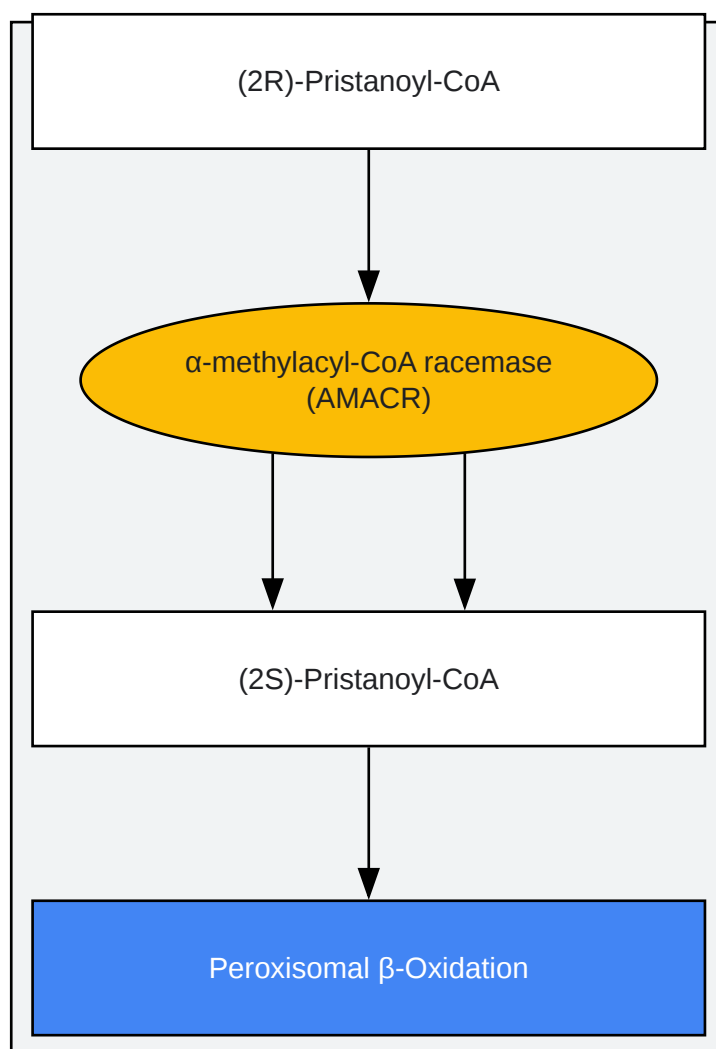 (2R)-Pristanoyl-CoA
α-methylacyl-CoA racemase
(AMACR)
(2S)-Pristanoyl-CoA
Peroxisomal β-Oxidation